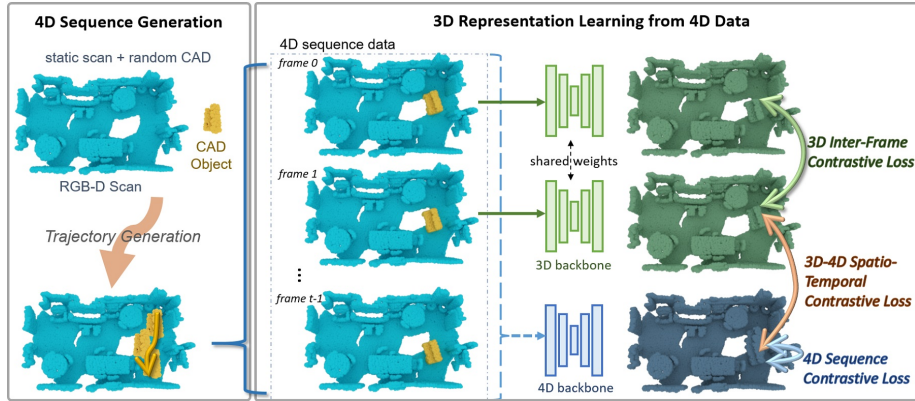 4D Sequence Generation
static scan + random CAD
CAD
Object
RGB-D Scan
Trajectory Generation
3D Representation Learning from 4D Data
4D sequence data
frame 0
frame 1
⋮
frame t-1
shared weights
3D backbone
4D backbone
3D Inter-Frame
Contrastive Loss
3D-4D Spatio-
Temporal
Contrastive Loss
4D Sequence
Contrastive Loss